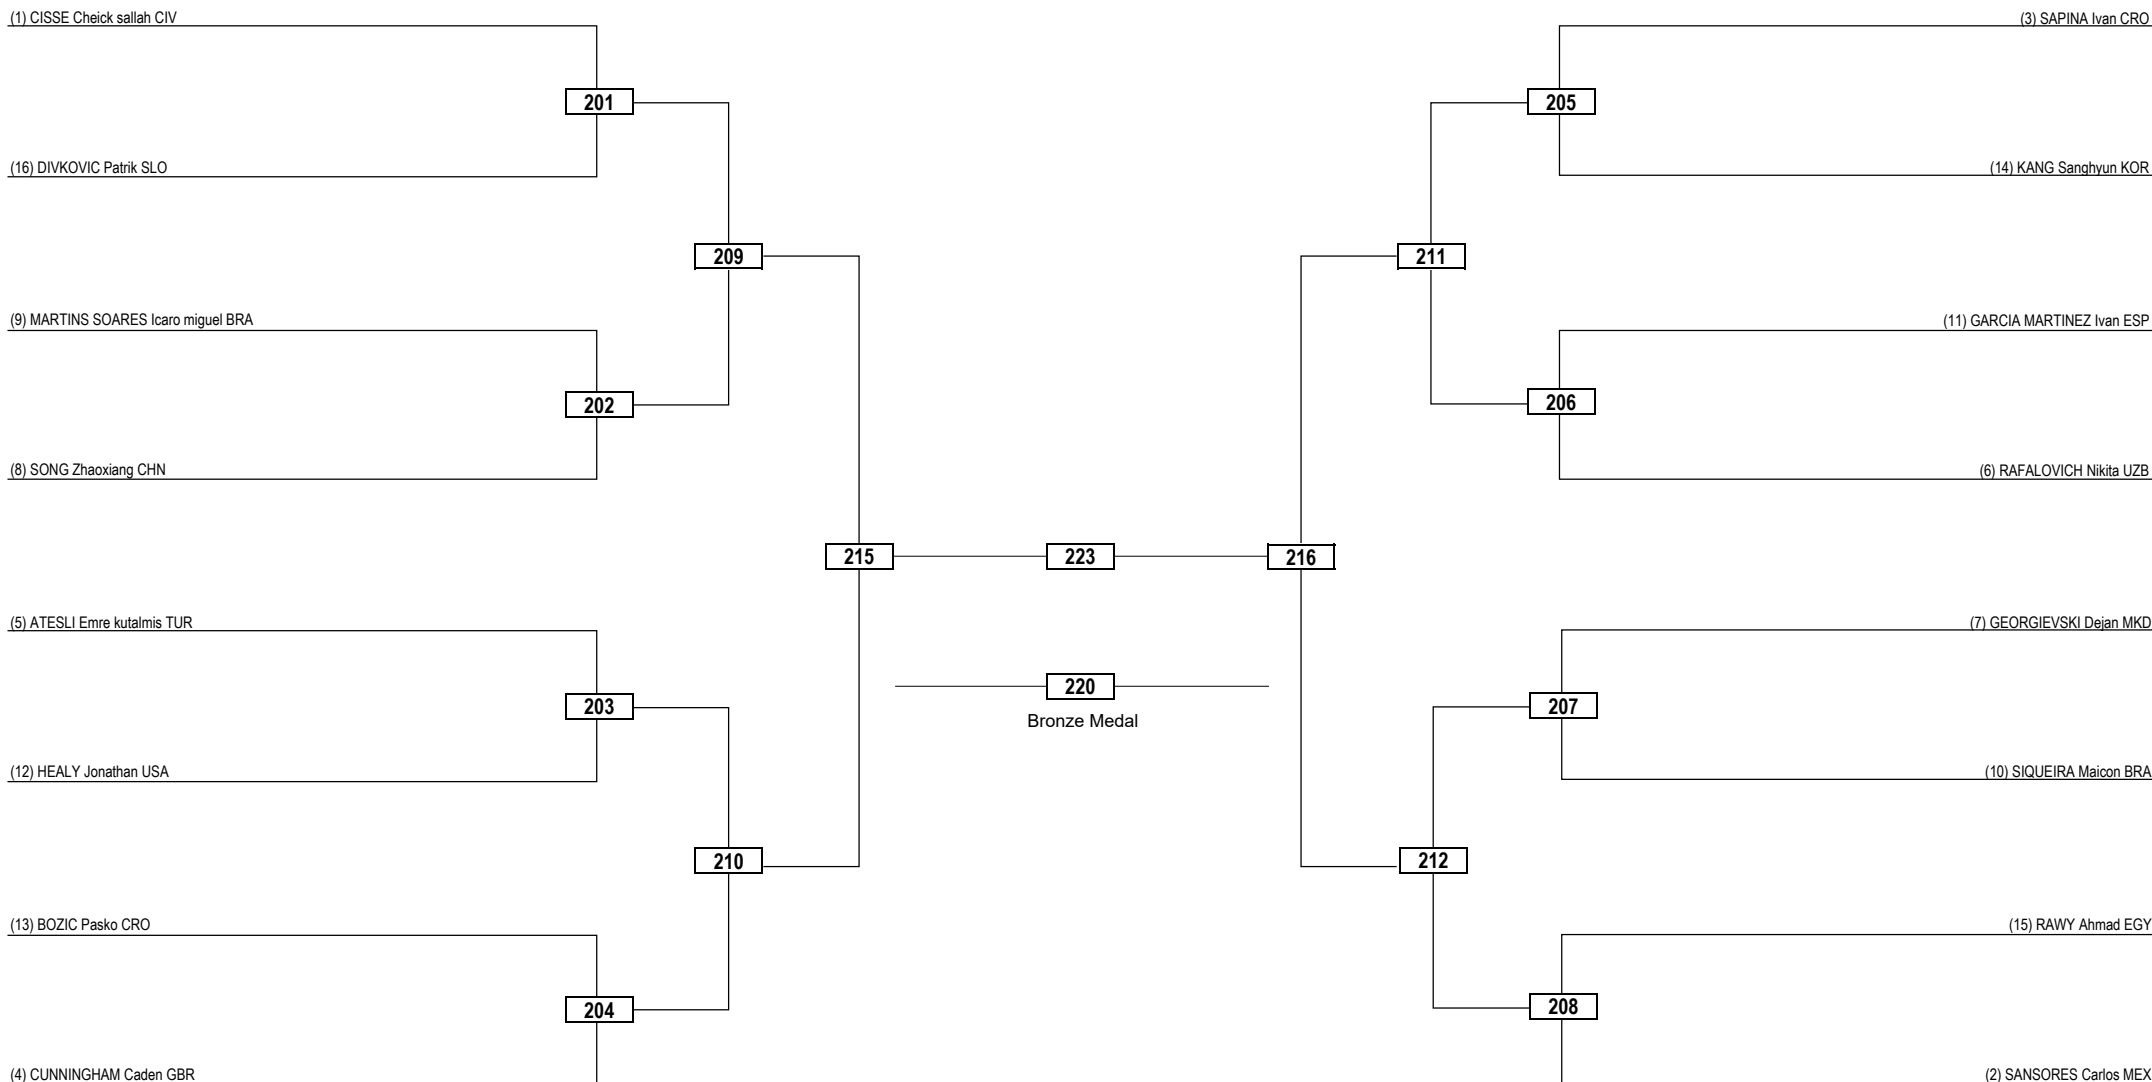 (1) CISSE Cheick sallah CIV
(3) SAPINA Ivan CRO
201
205
(16) DIVKOVIC Patrik SLO
(14) KANG Sanghyun KOR
209
211
(9) MARTINS SOARES Icaro miguel BRA
(11) GARCIA MARTINEZ Ivan ESP
202
206
(8) SONG Zhaoxiang CHN
(6) RAFALOVICH Nikita UZB
215
223
216
(5) ATESLI Emre kutalmis TUR
(7) GEORGIEVSKI Dejan MKD
220
203
207
Bronze Medal
(12) HEALY Jonathan USA
(10) SIQUEIRA Maicon BRA
210
212
(13) BOZIC Pasko CRO
(15) RAWY Ahmad EGY
204
208
(4) CUNNINGHAM Caden GBR
(2) SANSORES Carlos MEX